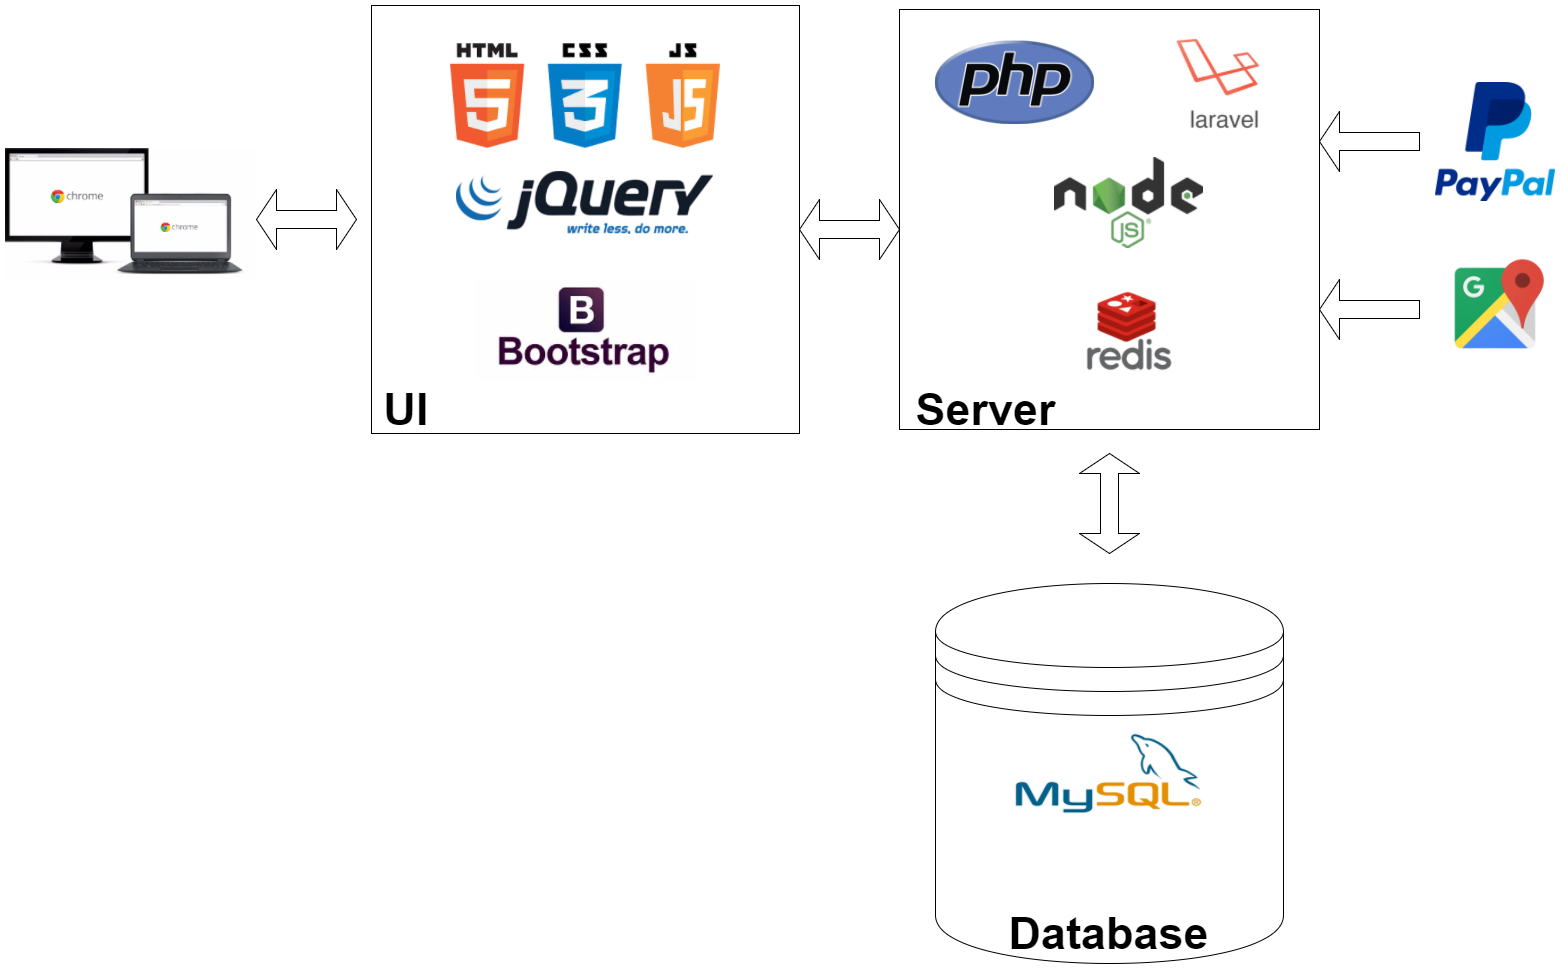 HTML CSS JS
5 3 JS
jQuery
write less, do more.
B
Bootstrap
UI
chrome
chrome
php
laravel
node
JS
redis
Server
PayPal
G
MySQL®
Database